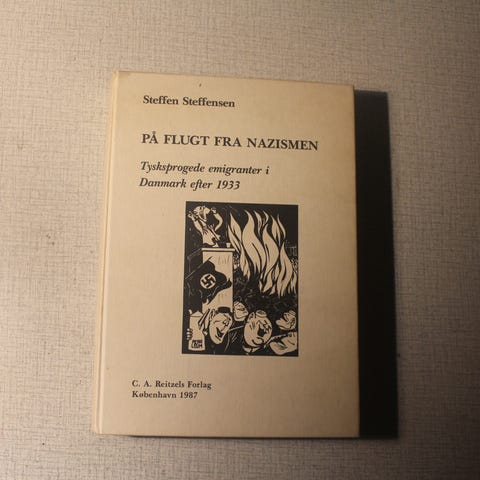 Steffen Steffensen
PÅ FLUGT FRA NAZISMEN
Tysksprogede emigranter i
Danmark efter 1933
C. A. Reitzels Forlag
København 1987